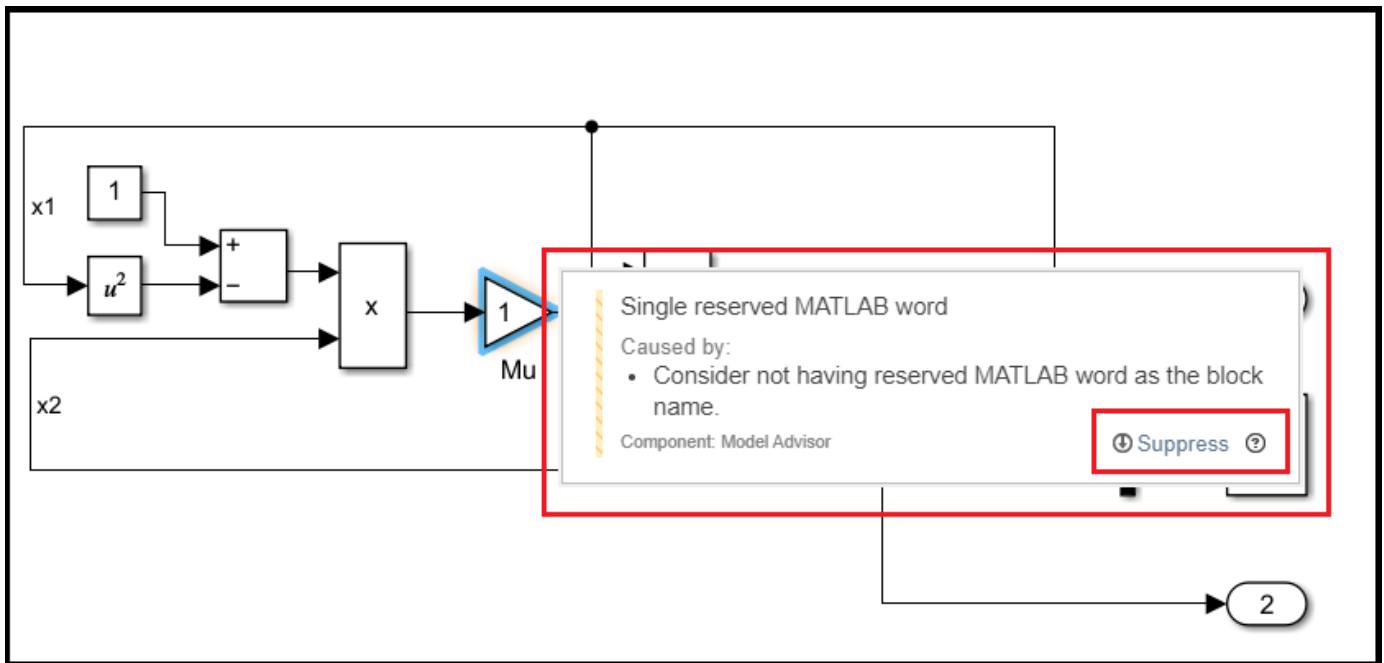 x1
1
+
−
u²
x
1
Mu
x2
Single reserved MATLAB word
Caused by:
• Consider not having reserved MATLAB word as the block
name.
Component: Model Advisor
Suppress
2